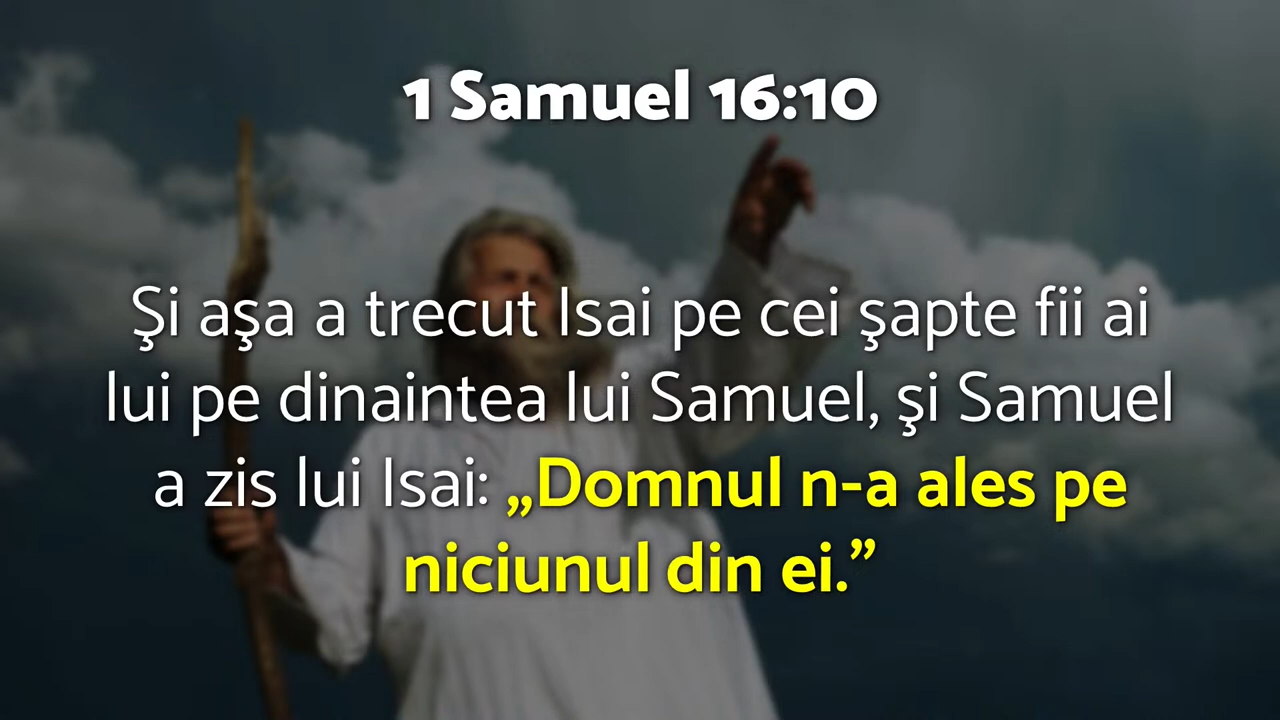 1 Samuel 16:10
Şi aşa a trecut Isai pe cei şapte fii ai
lui pe dinaintea lui Samuel, şi Samuel
a zis lui Isai: „Domnul n-a ales pe
niciunul din ei.”